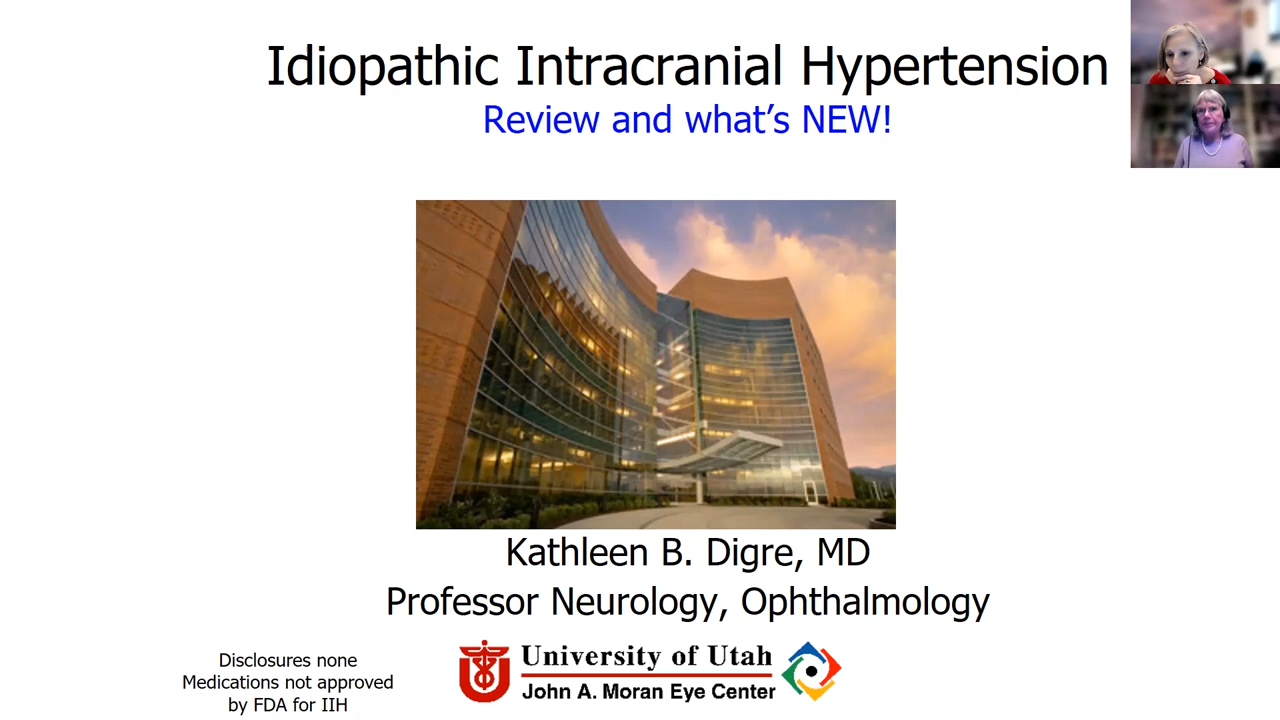 Idiopathic Intracranial Hypertension
Review and what's NEW!
Kathleen B. Digre, MD
Professor Neurology, Ophthalmology
Disclosures none
Medications not approved
by FDA for IIH
University of Utah
John A. Moran Eye Center